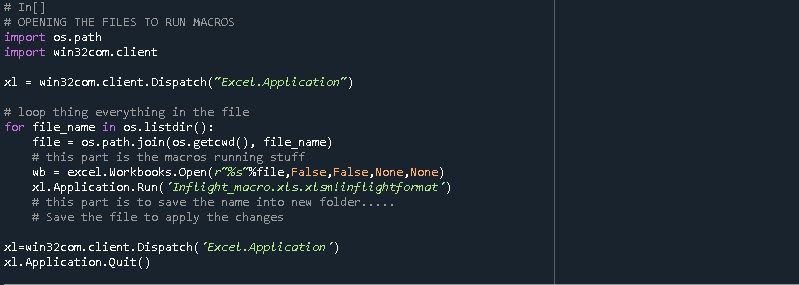 # In[]
# OPENING THE FILES TO RUN MACROS
import os.path
import win32com.client
xl = win32com.client.Dispatch("Excel.Application")
# loop thing everything in the file
for file_name in os.listdir():
file = os.path.join(os.getcwd(), file_name)
# this part is the macros running stuff
wb = excel.Workbooks.Open(r"%s"%file,False,False,None,None)
xl.Application.Run('Inflight_macro.xls.xlsm!inflightformat')
# this part is to save the name into new folder.....
# Save the file to apply the changes
xl=win32com.client.Dispatch('Excel.Application')
xl.Application.Quit()